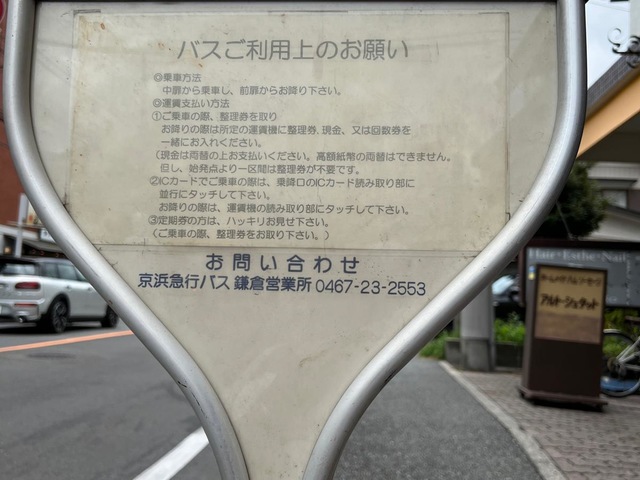 バスご利用上のお願い
◎乗車方法
中扉から乗車し、前扉からお降り下さい。
◎運賃支払い方法
①ご乗車の際、整理券を取り
お降りの際は所定の運賃機に整理券、現金、又は回数券を
一緒にお入れください。
(現金は両替の上お支払いください。高額紙幣の両替はできません。
但し、始発点より一区間は整理券が不要です。
②ICカードでご乗車の際は、乗降口のICカード読み取り部に
並行にタッチして下さい。
お降りの際は、運賃機の読み取り部にタッチして下さい。
③定期券の方は、ハッキリお見せ下さい。
(ご乗車の際、整理券をお取り下さい。)
お問い合わせ
京浜急行バス 鎌倉営業所 0467-23-2553
Hair・Esthe・Nail